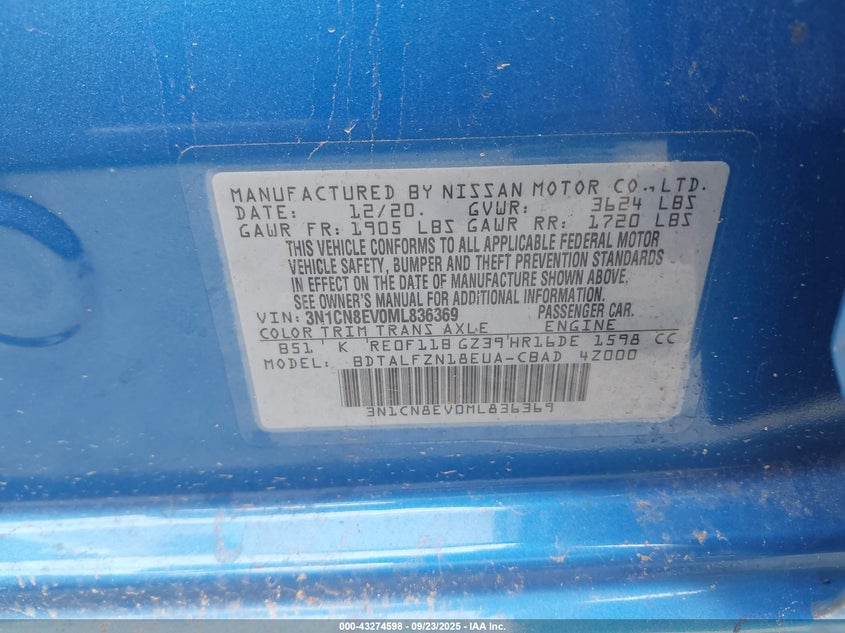 MANUFACTURED BY NISSAN MOTOR CO.,LTD.
DATE: 12/20. GVWR: 3624 LBS
GAWR FR: 1905 LBS GAWR RR: 1720 LBS
THIS VEHICLE CONFORMS TO ALL APPLICABLE FEDERAL MOTOR
VEHICLE SAFETY, BUMPER AND THEFT PREVENTION STANDARDS
IN EFFECT ON THE DATE OF MANUFACTURE SHOWN ABOVE.
SEE OWNER'S MANUAL FOR ADDITIONAL INFORMATION.
VIN: 3N1CN8EV0ML836369 PASSENGER CAR.
COLOR TRIM TRANS AXLE ENGINE
B51 K RE0F11B GZ39 HR16DE 1598 CC
MODEL: BDTALFZN18EUA-CBAD 4Z000
3N1CN8EV0ML836369
000-43274598 - 09/23/2025 - IAA Inc.